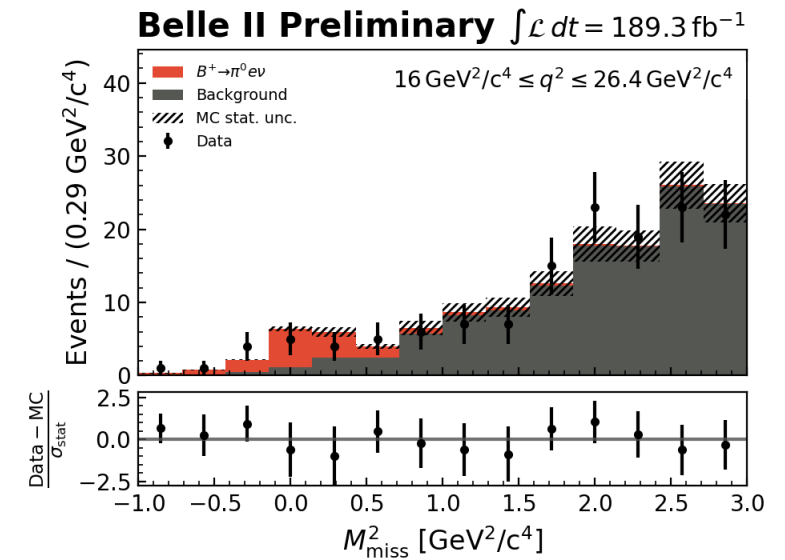 Belle II Preliminary ∫ℒ dt = 189.3 fb⁻¹
B⁺→π⁰eν
Background
MC stat. unc.
Data
16 GeV²/c⁴ ≤ q² ≤ 26.4 GeV²/c⁴
Events / (0.29 GeV²/c⁴)
40
30
20
10
0
Data − MC
σstat
2.5
0.0
−2.5
−1.0 −0.5 0.0 0.5 1.0 1.5 2.0 2.5 3.0
M²miss [GeV²/c⁴]